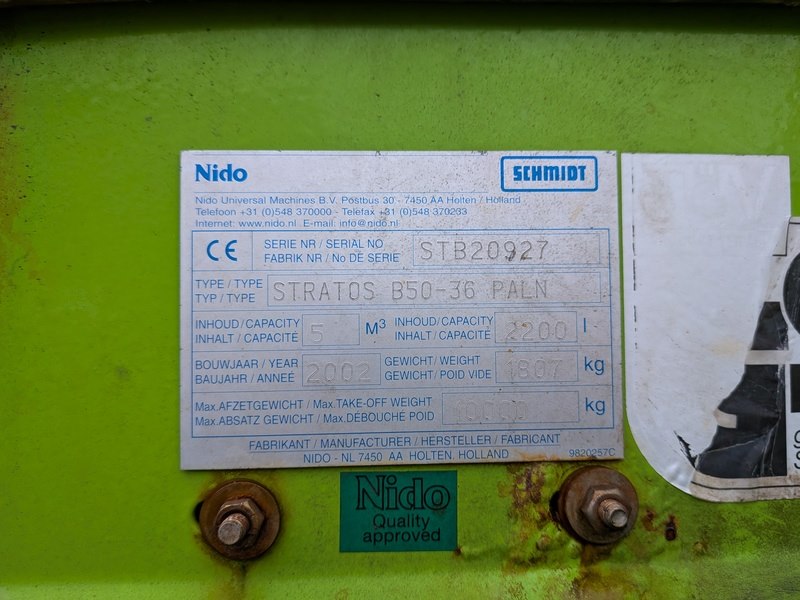 Nido
SCHMIDT
Nido Universal Machines B.V. Postbus 30 - 7450 AA Holten / Holland
Telefoon +31 (0)548 370000 - Telefax +31 (0)548 370233
Internet: www.nido.nl E-mail: info@nido.nl
CE SERIE NR / SERIAL NO
FABRIK NR / No DE SERIE STB20927
TYPE / TYPE
TYP / TYPE STRATOS B50-36 PALN
INHOUD / CAPACITY
INHALT / CAPACITÉ 5 M3 INHOUD / CAPACITY
INHALT / CAPACITÉ 2200 l
BOUWJAAR / YEAR
BAUJAHR / ANNEÉ 2002 GEWICHT / WEIGHT
GEWICHT / POID VIDE 1807 kg
Max.AFZETGEWICHT / Max.TAKE-OFF WEIGHT
Max.ABSATZ GEWICHT / Max.DÉBOUCHÉ POID 10000 kg
FABRIKANT / MANUFACTURER / HERSTELLER / FABRICANT
NIDO - NL 7450 AA HOLTEN HOLLAND 9820257C
Nido
Quality
approved